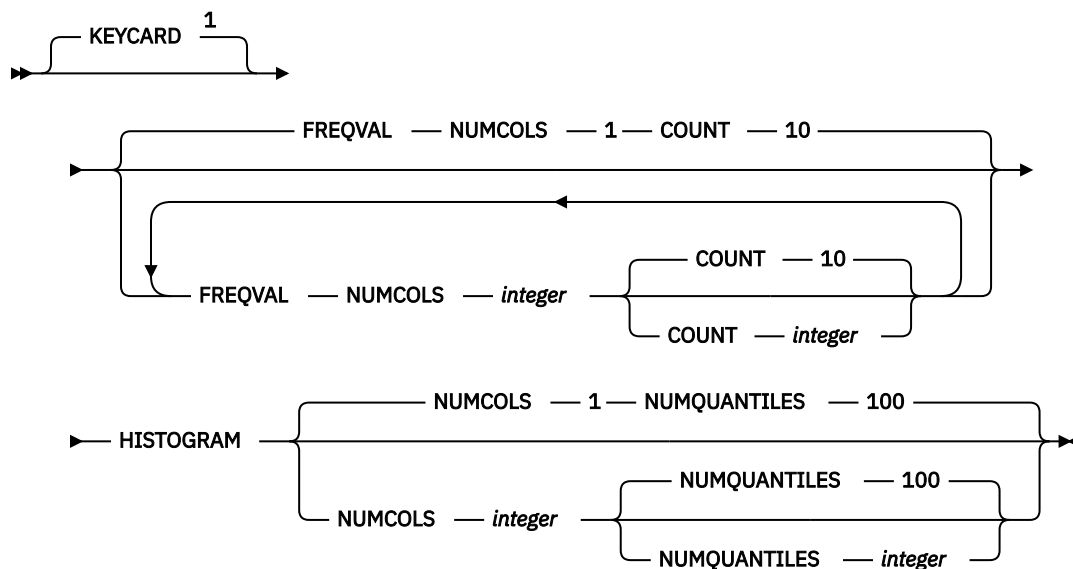 KEYCARD 1
FREQVAL NUMCOLS 1 COUNT 10
COUNT 10
FREQVAL NUMCOLS integer
COUNT integer
NUMCOLS 1 NUMQUANTILES 100
HISTOGRAM
NUMQUANTILES 100
NUMCOLS integer
NUMQUANTILES integer